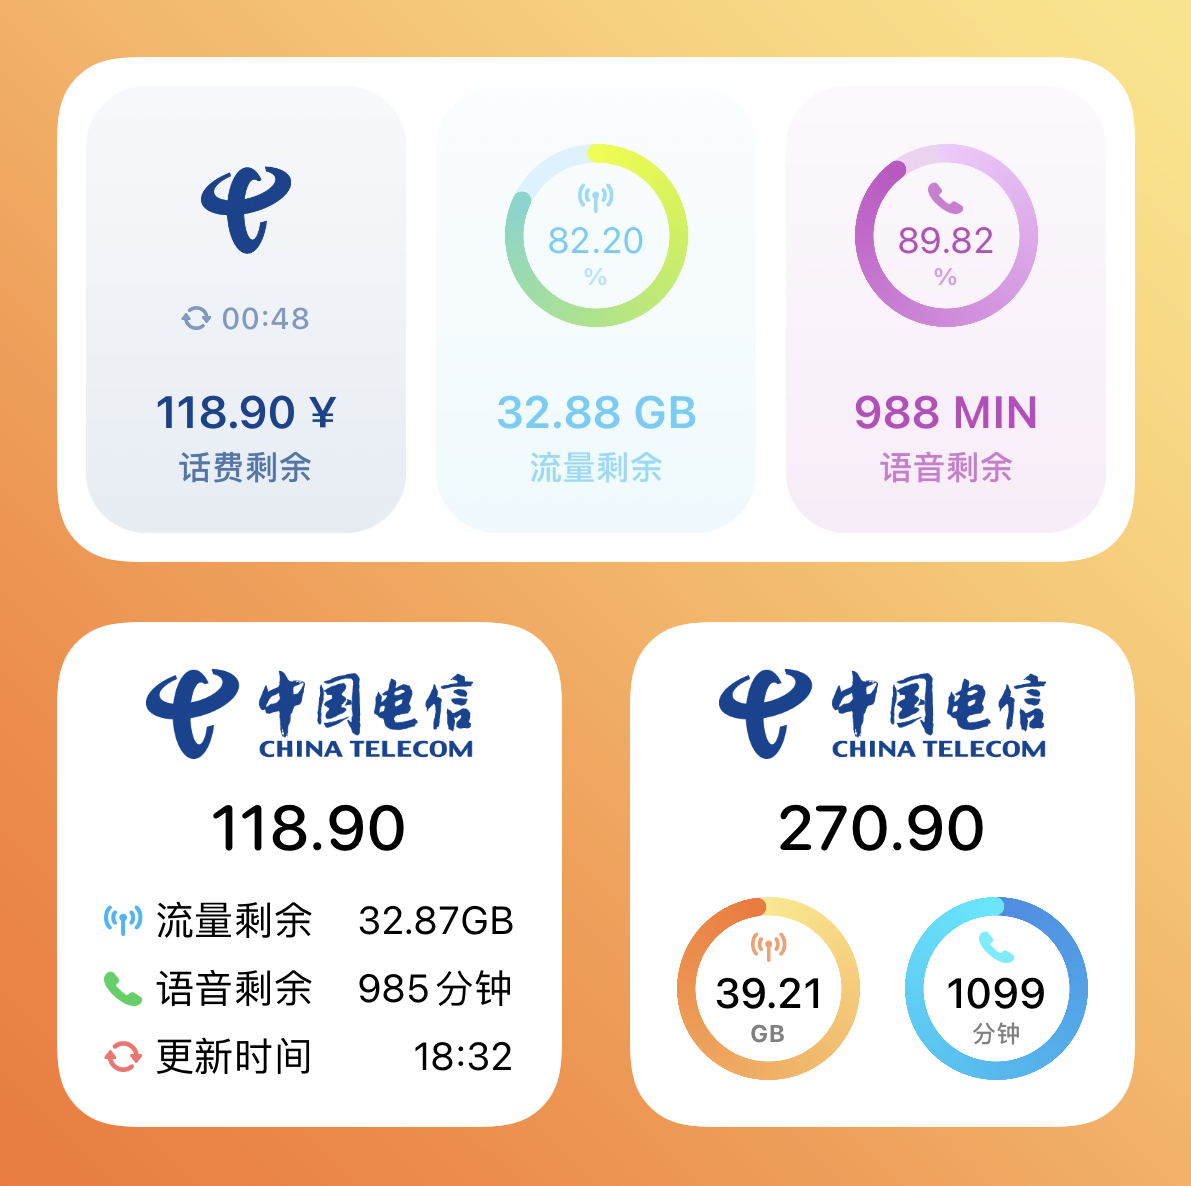 00:48
118.90 ¥
话费剩余
82.20
%
32.88 GB
流量剩余
89.82
%
988 MIN
语音剩余
中国电信
CHINA TELECOM
118.90
流量剩余 32.87GB
语音剩余 985分钟
更新时间 18:32
中国电信
CHINA TELECOM
270.90
39.21
GB
1099
分钟